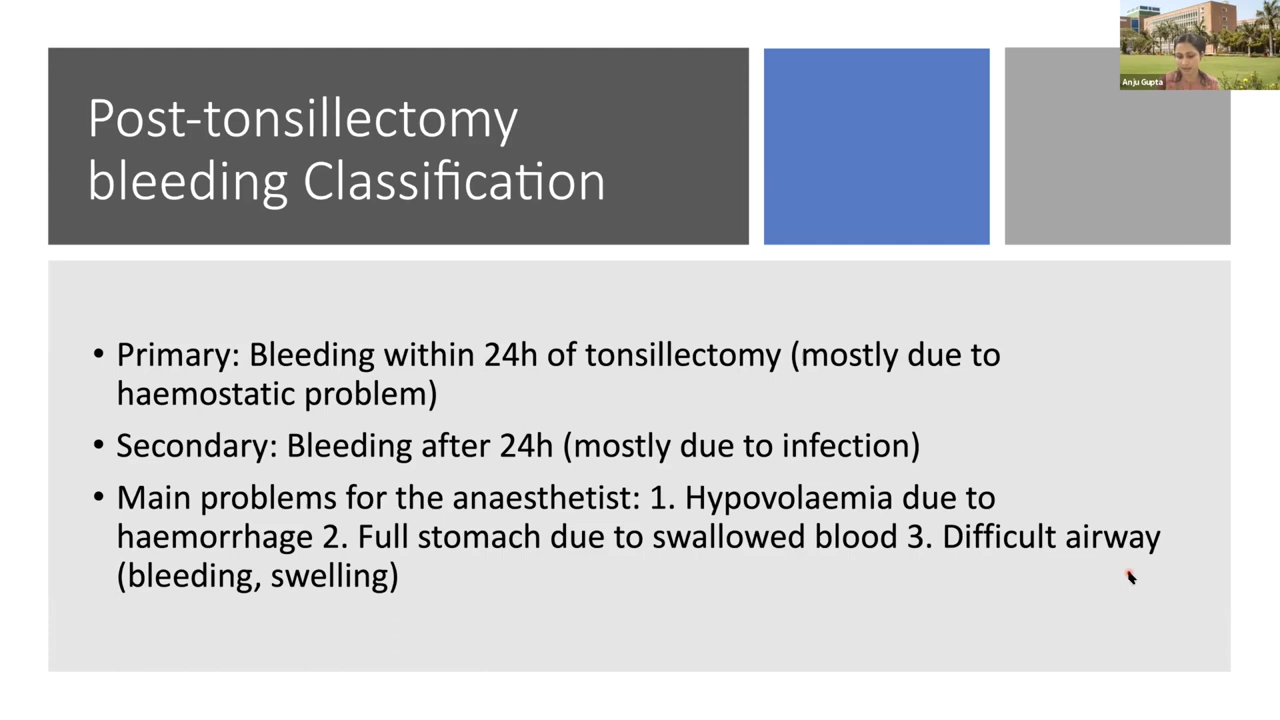 Anju Gupta
Post-tonsillectomy
bleeding Classification
• Primary: Bleeding within 24h of tonsillectomy (mostly due to
haemostatic problem)
• Secondary: Bleeding after 24h (mostly due to infection)
• Main problems for the anaesthetist: 1. Hypovolaemia due to
haemorrhage 2. Full stomach due to swallowed blood 3. Difficult airway
(bleeding, swelling)